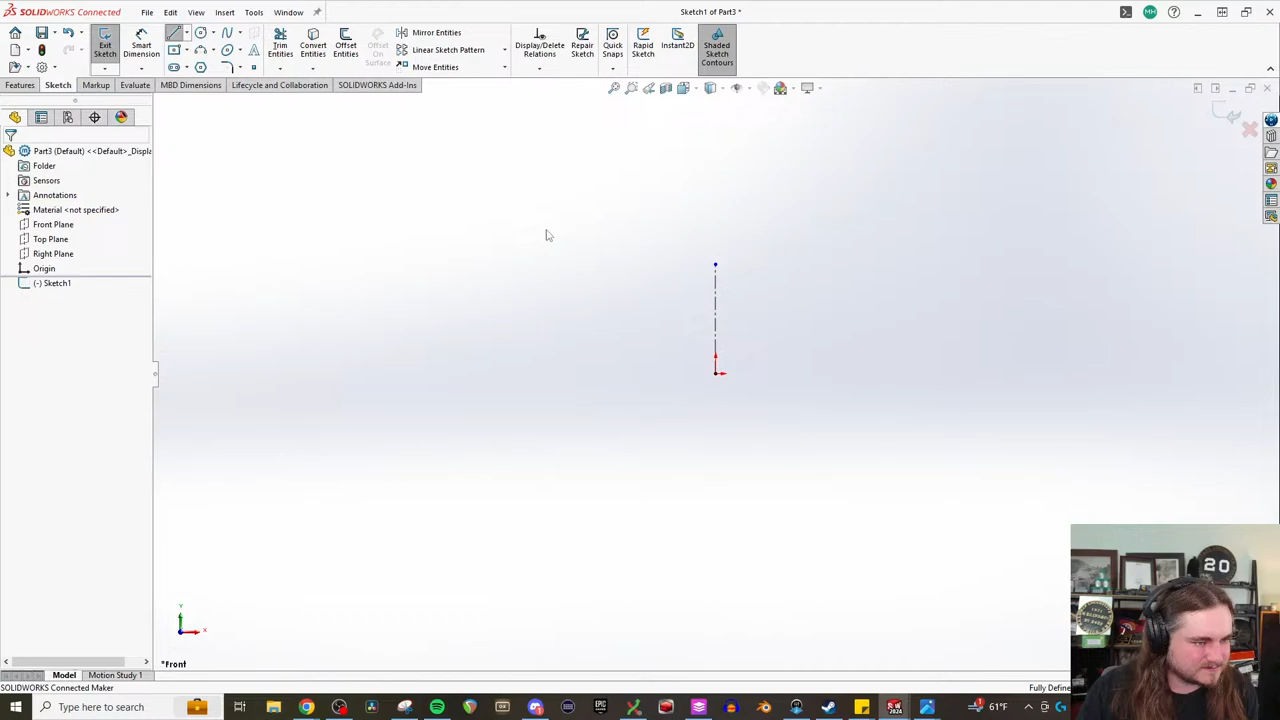 SOLIDWORKS Connected
File
Edit
View
Insert
Tools
Window
Sketch1 of Part3 *
MH
Exit Sketch
Smart Dimension
Trim Entities
Convert Entities
Offset Entities
Offset On Surface
Mirror Entities
Linear Sketch Pattern
Move Entities
Display/Delete Relations
Repair Sketch
Quick Snaps
Rapid Sketch
Instant2D
Shaded Sketch Contours
Features
Sketch
Markup
Evaluate
MBD Dimensions
Lifecycle and Collaboration
SOLIDWORKS Add-Ins
Part3 (Default) <<Default>_Displa
Folder
Sensors
Annotations
Material <not specified>
Front Plane
Top Plane
Right Plane
Origin
(-) Sketch1
Y
X
*Front
20
Model
Motion Study 1
SOLIDWORKS Connected Maker
Fully Define
Type here to search
61°F